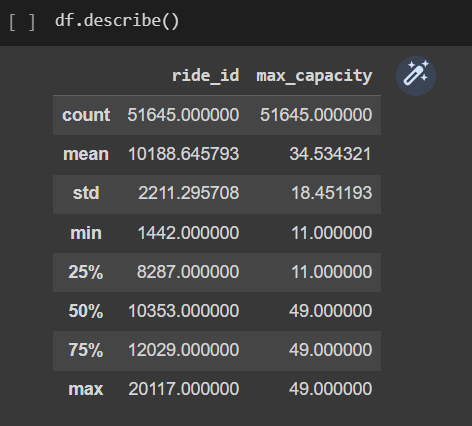 [ ] df.describe()
ride_id max_capacity
count 51645.000000 51645.000000
mean 10188.645793 34.534321
std 2211.295708 18.451193
min 1442.000000 11.000000
25% 8287.000000 11.000000
50% 10353.000000 49.000000
75% 12029.000000 49.000000
max 20117.000000 49.000000